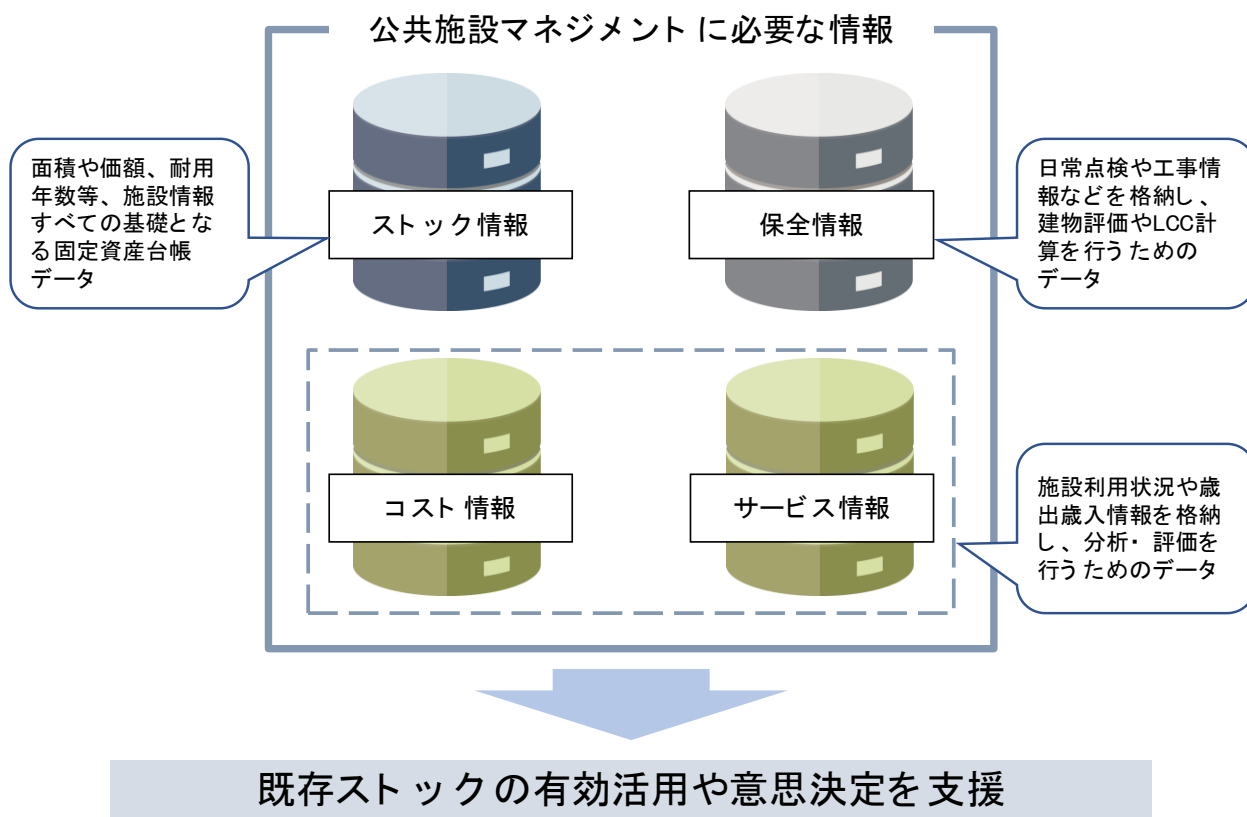 公共施設マネジメントに必要な情報
面積や価額、耐用
年数等、施設情報
すべての基礎とな
る固定資産台帳
データ
ストック情報
保全情報
日常点検や工事情
報などを格納し、
建物評価やLCC計
算を行うための
データ
コスト情報
サービス情報
施設利用状況や歳
出歳入情報を格納
し、分析・評価を
行うためのデータ
既存ストックの有効活用や意思決定を支援